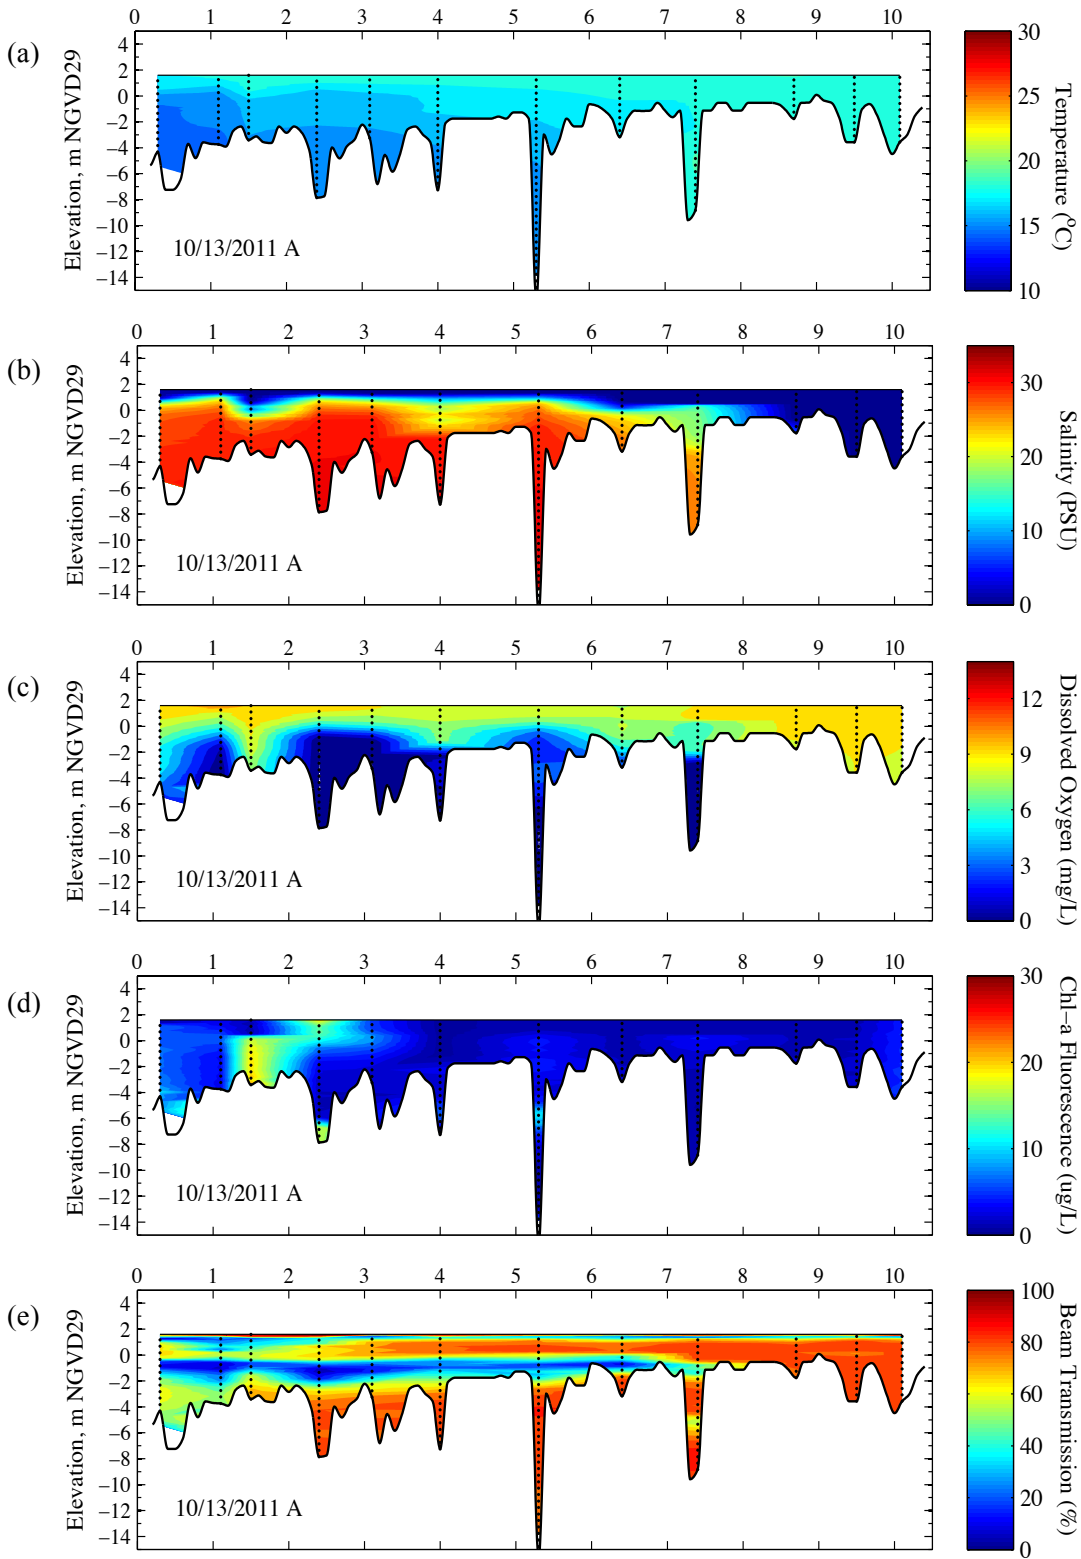 0 1 2 3 4 5 6 7 8 9 10
(a)
Elevation, m NGVD29
4
2
0
−2
−4
−6
−8
−10
−12
−14
10/13/2011 A
30
25
20
15
10
Temperature (°C)
0 1 2 3 4 5 6 7 8 9 10
(b)
Elevation, m NGVD29
4
2
0
−2
−4
−6
−8
−10
−12
−14
10/13/2011 A
30
20
10
0
Salinity (PSU)
0 1 2 3 4 5 6 7 8 9 10
(c)
Elevation, m NGVD29
4
2
0
−2
−4
−6
−8
−10
−12
−14
10/13/2011 A
12
9
6
3
0
Dissolved Oxygen (mg/L)
0 1 2 3 4 5 6 7 8 9 10
(d)
Elevation, m NGVD29
4
2
0
−2
−4
−6
−8
−10
−12
−14
10/13/2011 A
30
20
10
0
Chl−a Fluorescence (ug/L)
0 1 2 3 4 5 6 7 8 9 10
(e)
Elevation, m NGVD29
4
2
0
−2
−4
−6
−8
−10
−12
−14
10/13/2011 A
100
80
60
40
20
0
Beam Transmission (%)